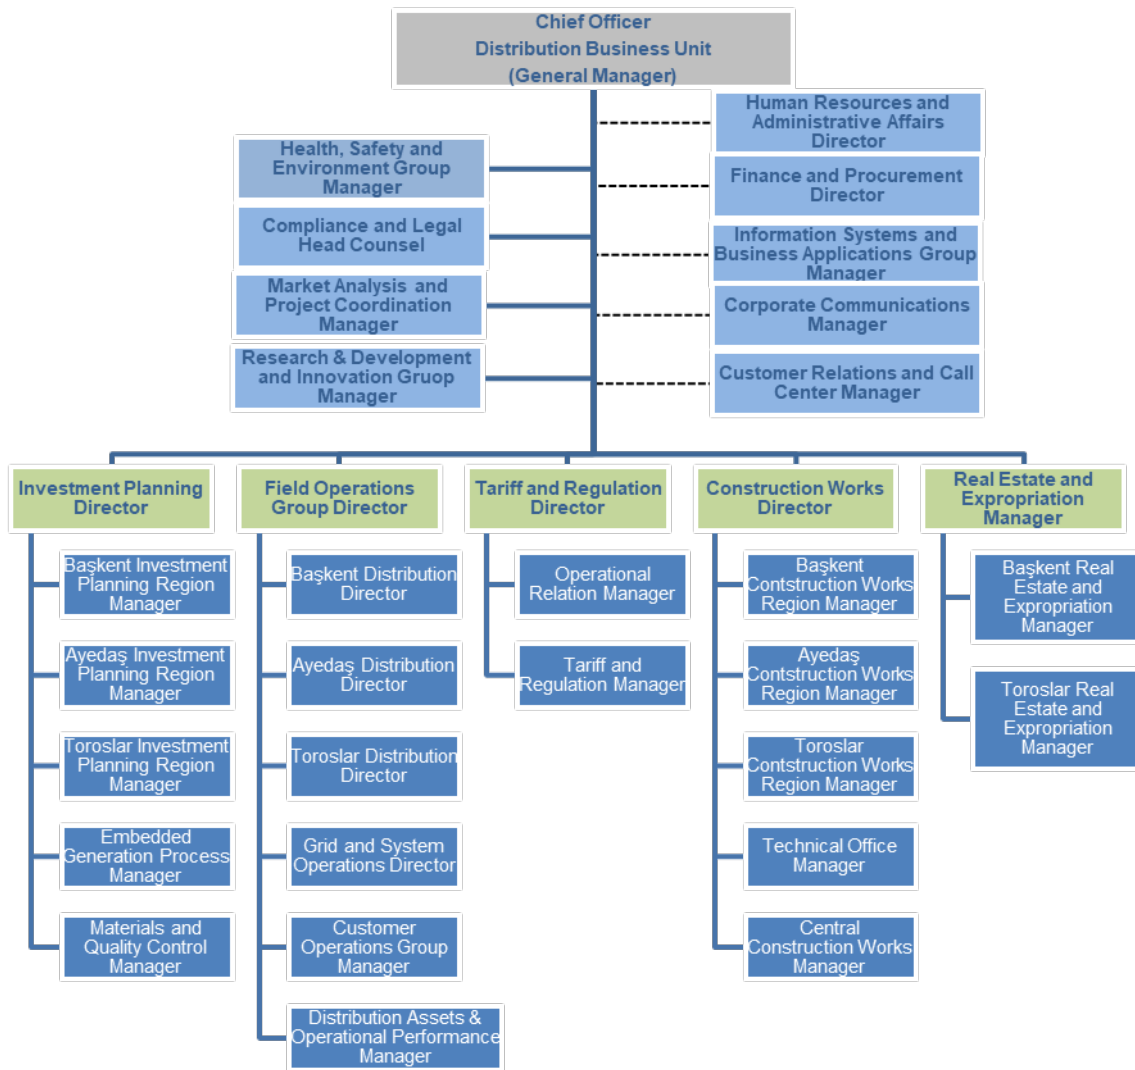 Chief Officer
Distribution Business Unit
(General Manager)
Health, Safety and
Environment Group
Manager
Compliance and Legal
Head Counsel
Market Analysis and
Project Coordination
Manager
Research & Development
and Innovation Gruop
Manager
Human Resources and
Administrative Affairs
Director
Finance and Procurement
Director
Information Systems and
Business Applications Group
Manager
Corporate Communications
Manager
Customer Relations and Call
Center Manager
Investment Planning
Director
Başkent Investment
Planning Region
Manager
Ayedaş Investment
Planning Region
Manager
Toroslar Investment
Planning Region
Manager
Embedded
Generation Process
Manager
Materials and
Quality Control
Manager
Field Operations
Group Director
Başkent Distribution
Director
Ayedaş Distribution
Director
Toroslar Distribution
Director
Grid and System
Operations Director
Customer
Operations Group
Manager
Distribution Assets &
Operational Performance
Manager
Tariff and Regulation
Director
Operational
Relation Manager
Tariff and
Regulation Manager
Construction Works
Director
Başkent
Contstruction Works
Region Manager
Ayedaş
Contstruction Works
Region Manager
Toroslar
Contstruction Works
Region Manager
Technical Office
Manager
Central
Construction Works
Manager
Real Estate and
Expropriation
Manager
Başkent Real
Estate and
Expropriation
Manager
Toroslar Real
Estate and
Expropriation
Manager